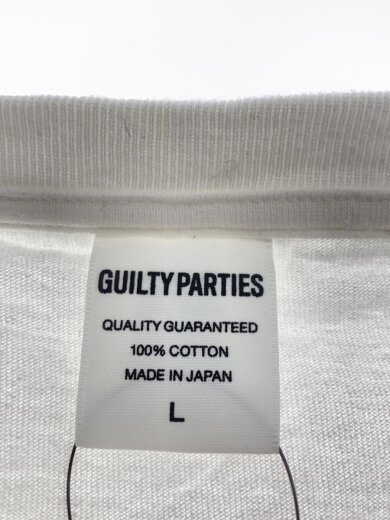 GUILTY PARTIES
QUALITY GUARANTEED
100% COTTON
MADE IN JAPAN
L